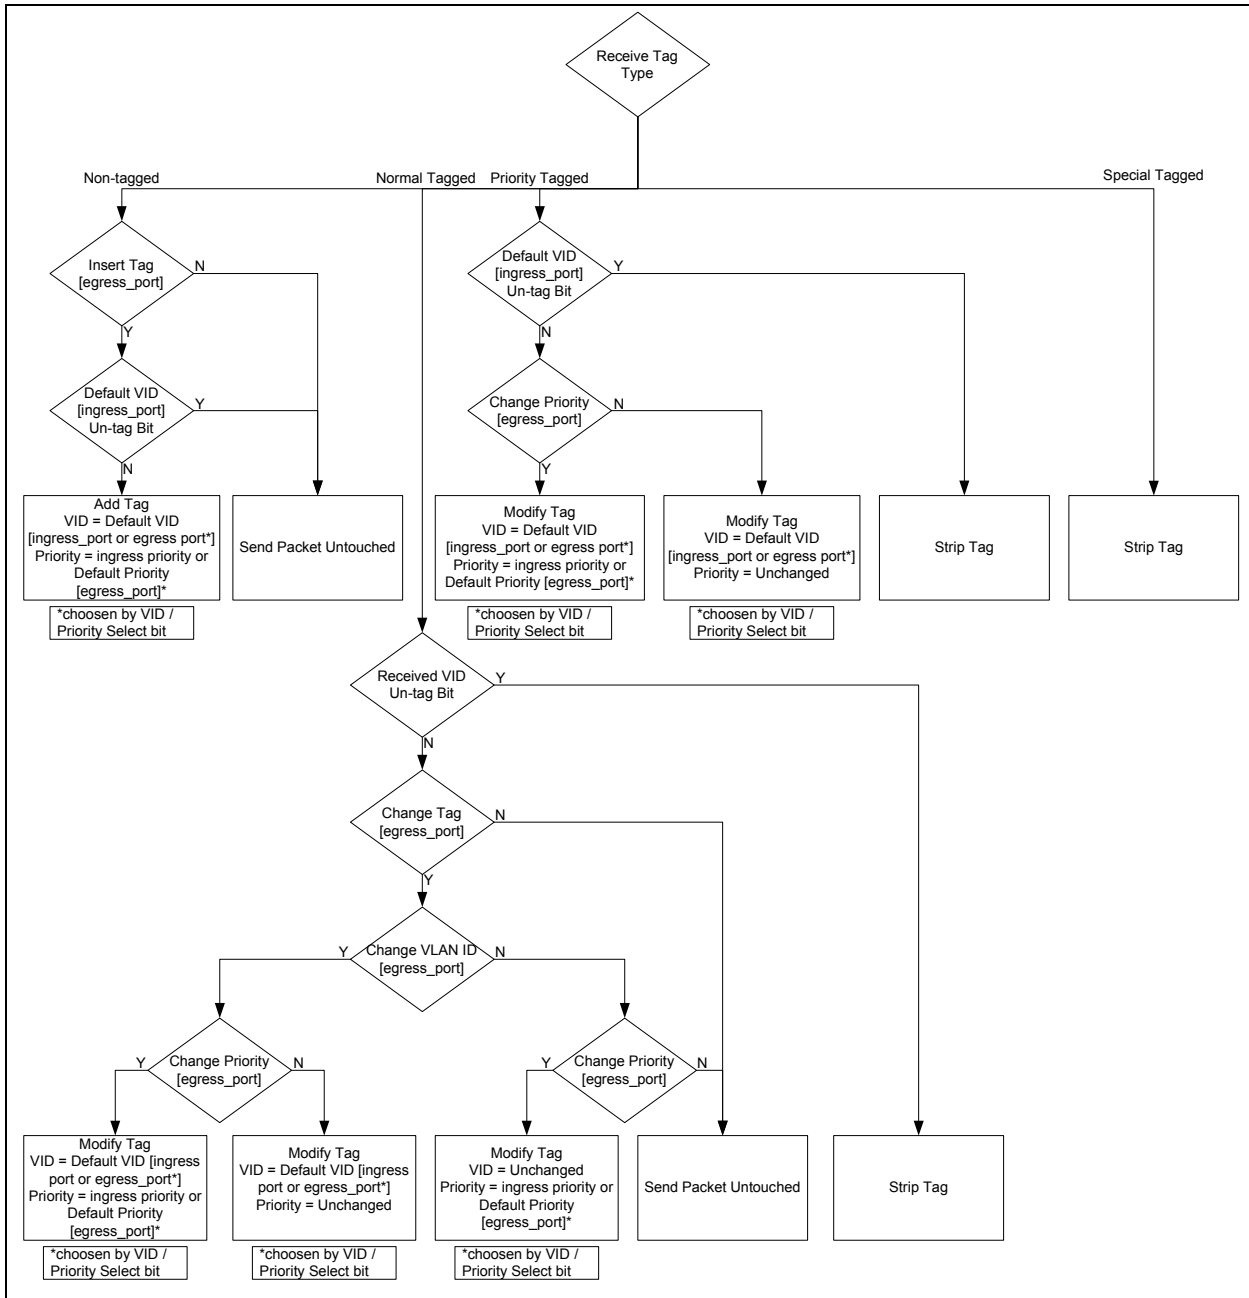 Receive Tag
Type
Non-tagged
Normal Tagged
Priority Tagged
Special Tagged
Insert Tag
[egress_port]
N
Y
Default VID
[ingress_port]
Un-tag Bit
Y
N
Default VID
[ingress_port]
Un-tag Bit
Y
N
Change Priority
[egress_port]
N
Y
Add Tag
VID = Default VID
[ingress_port or egress port*]
Priority = ingress priority or
Default Priority
[egress_port]*
*choosen by VID /
Priority Select bit
Send Packet Untouched
Modify Tag
VID = Default VID
[ingress_port or egress port*]
Priority = ingress priority or
Default Priority [egress_port]*
*choosen by VID /
Priority Select bit
Modify Tag
VID = Default VID
[ingress_port or egress port*]
Priority = Unchanged
*choosen by VID /
Priority Select bit
Strip Tag
Strip Tag
Received VID
Un-tag Bit
Y
N
Change Tag
[egress_port]
N
Y
Change VLAN ID
[egress_port]
Y
N
Change Priority
[egress_port]
Y
N
Change Priority
[egress_port]
Y
N
Modify Tag
VID = Default VID [ingress
port or egress_port*]
Priority = ingress priority or
Default Priority
[egress_port]*
*choosen by VID /
Priority Select bit
Modify Tag
VID = Default VID [ingress
port or egress_port*]
Priority = Unchanged
*choosen by VID /
Priority Select bit
Modify Tag
VID = Unchanged
Priority = ingress priority or
Default Priority
[egress_port]*
*choosen by VID /
Priority Select bit
Send Packet Untouched
Strip Tag